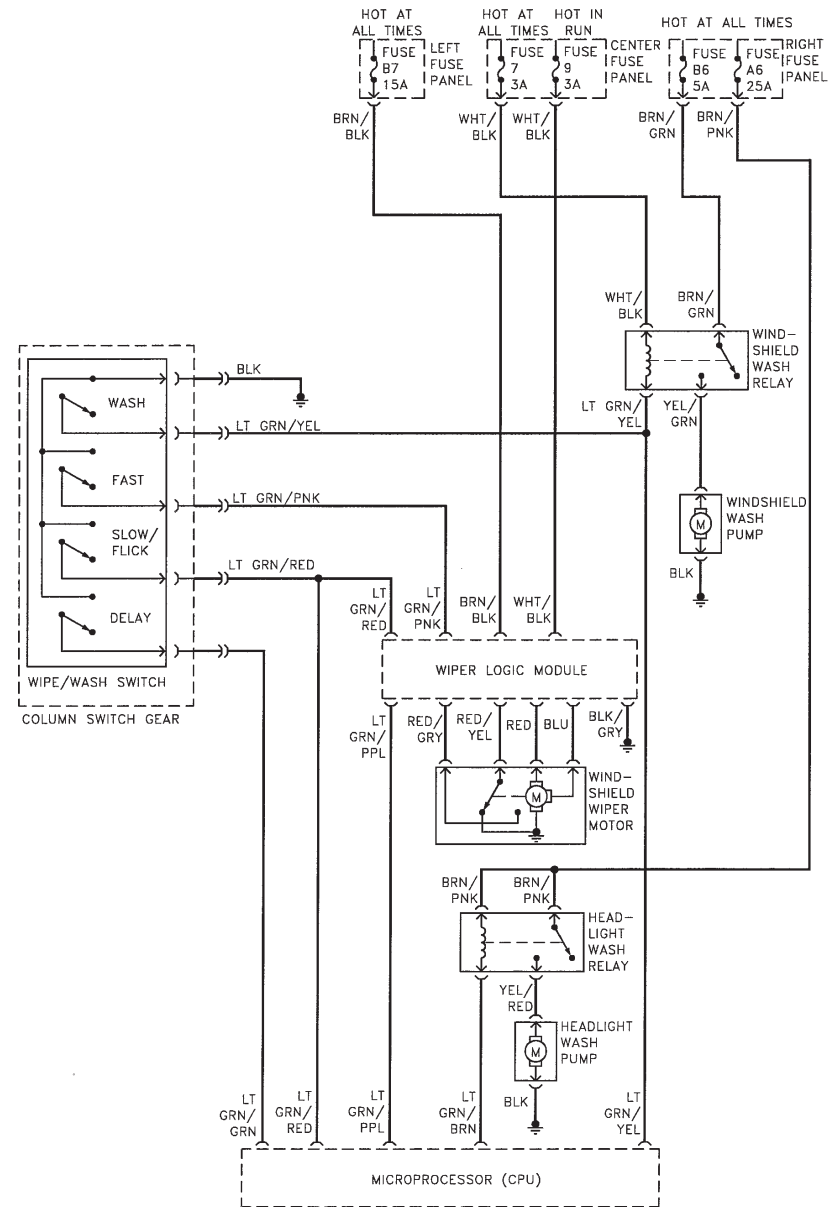 HOT AT
ALL TIMES
HOT AT
ALL TIMES
HOT IN
RUN
HOT AT ALL TIMES
FUSE
B7
15A
LEFT
FUSE
PANEL
FUSE
7
3A
FUSE
9
3A
CENTER
FUSE
PANEL
FUSE
B6
5A
FUSE
A6
25A
RIGHT
FUSE
PANEL
BRN/
BLK
WHT/
BLK
WHT/
BLK
BRN/
GRN
BRN/
PNK
WHT/
BLK
BRN/
GRN
WIND-
SHIELD
WASH
RELAY
LT GRN/
YEL
YEL/
GRN
BLK
WASH
LT GRN/YEL
FAST
LT GRN/PNK
SLOW/
FLICK
LT GRN/RED
DELAY
WIPE/WASH SWITCH
COLUMN SWITCH GEAR
M
WINDSHIELD
WASH
PUMP
BLK
LT
GRN/
RED
LT
GRN/
PNK
BRN/
BLK
WHT/
BLK
WIPER LOGIC MODULE
LT
GRN/
PPL
RED/
GRY
RED/
YEL
RED
BLU
BLK/
GRY
M
WIND-
SHIELD
WIPER
MOTOR
BRN/
PNK
BRN/
PNK
HEAD-
LIGHT
WASH
RELAY
YEL/
RED
M
HEADLIGHT
WASH
PUMP
BLK
LT
GRN/
GRN
LT
GRN/
RED
LT
GRN/
PPL
LT
GRN/
BRN
LT
GRN/
YEL
MICROPROCESSOR (CPU)